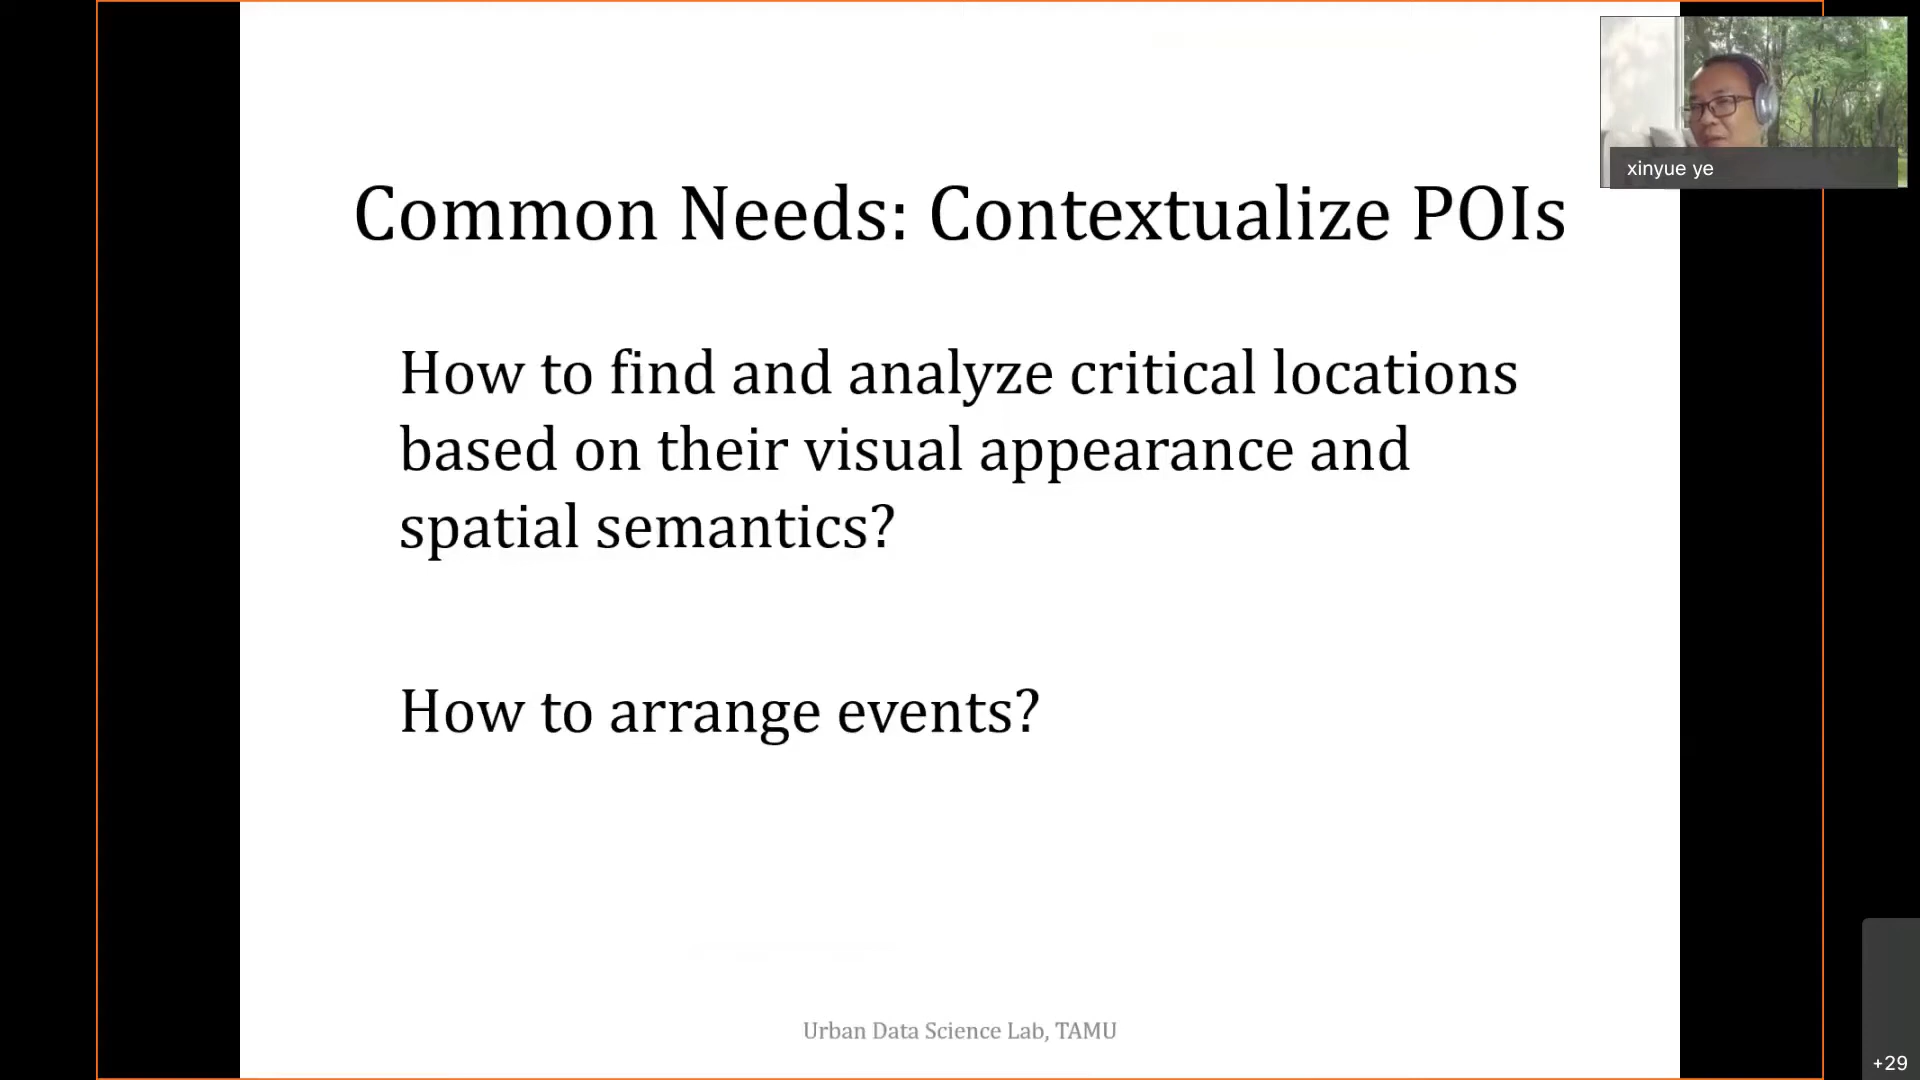 Common Needs: Contextualize POIs
xinyue ye
How to find and analyze critical locations
based on their visual appearance and
spatial semantics?
How to arrange events?
Urban Data Science Lab, TAMU
+29